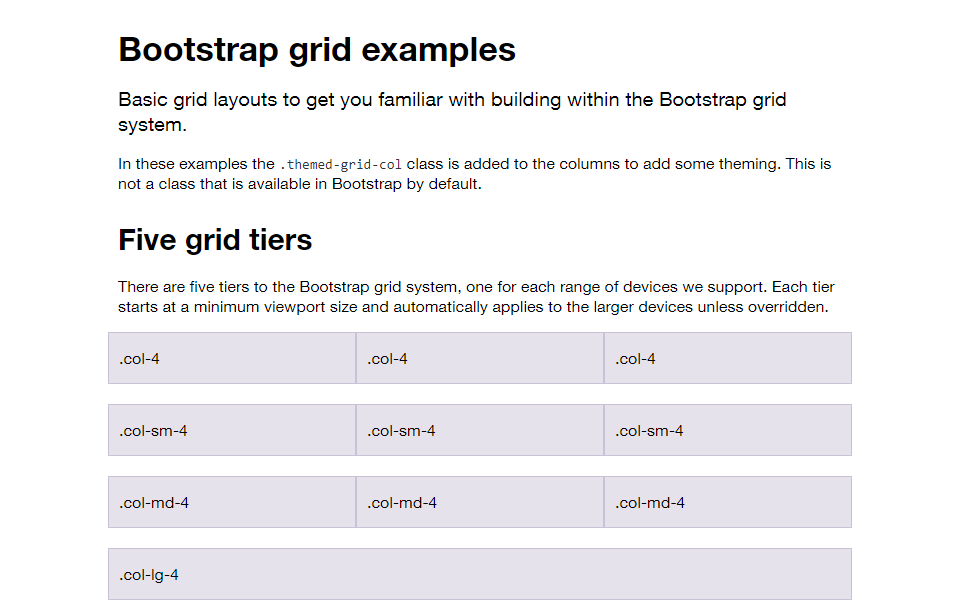 Bootstrap grid examples
Basic grid layouts to get you familiar with building within the Bootstrap grid
system.
In these examples the .themed-grid-col class is added to the columns to add some theming. This is
not a class that is available in Bootstrap by default.
Five grid tiers
There are five tiers to the Bootstrap grid system, one for each range of devices we support. Each tier
starts at a minimum viewport size and automatically applies to the larger devices unless overridden.
.col-4 .col-4 .col-4
.col-sm-4 .col-sm-4 .col-sm-4
.col-md-4 .col-md-4 .col-md-4
.col-lg-4